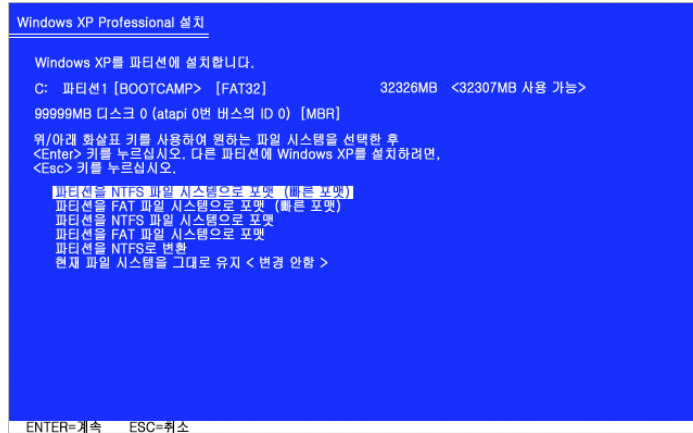 Windows XP Professional 설치
Windows XP를 파티션에 설치합니다.
C: 파티션1 [BOOTCAMP> [FAT32] 32326MB <32307MB 사용 가능>
99999MB 디스크 0 (atapi 0번 버스의 ID 0) [MBR]
위/아래 화살표 키를 사용하여 원하는 파일 시스템을 선택한 후
<Enter> 키를 누르십시오. 다른 파티션에 Windows XP를 설치하려면,
<Esc> 키를 누르십시오.
파티션을 NTFS 파일 시스템으로 포맷 (빠른 포맷)
파티션을 FAT 파일 시스템으로 포맷 (빠른 포맷)
파티션을 NTFS 파일 시스템으로 포맷
파티션을 FAT 파일 시스템으로 포맷
파티션을 NTFS로 변환
현재 파일 시스템을 그대로 유지 < 변경 안함 >
ENTER=계속 ESC=취소